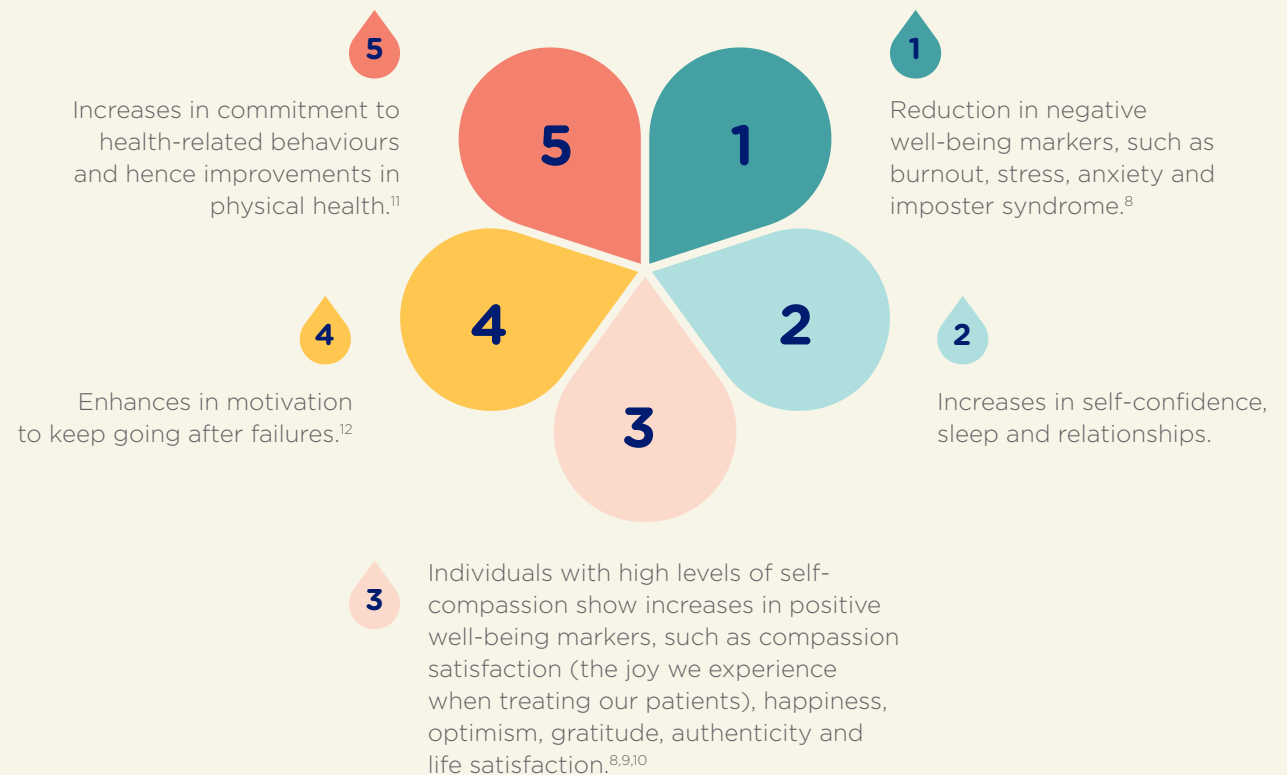 1
Reduction in negative
well-being markers, such as
burnout, stress, anxiety and
imposter syndrome.8
2
Increases in self-confidence,
sleep and relationships.
3
Individuals with high levels of self-
compassion show increases in positive
well-being markers, such as compassion
satisfaction (the joy we experience
when treating our patients), happiness,
optimism, gratitude, authenticity and
life satisfaction.8,9,10
4
Enhances in motivation
to keep going after failures.12
5
Increases in commitment to
health-related behaviours
and hence improvements in
physical health.11
5
1
4
2
3